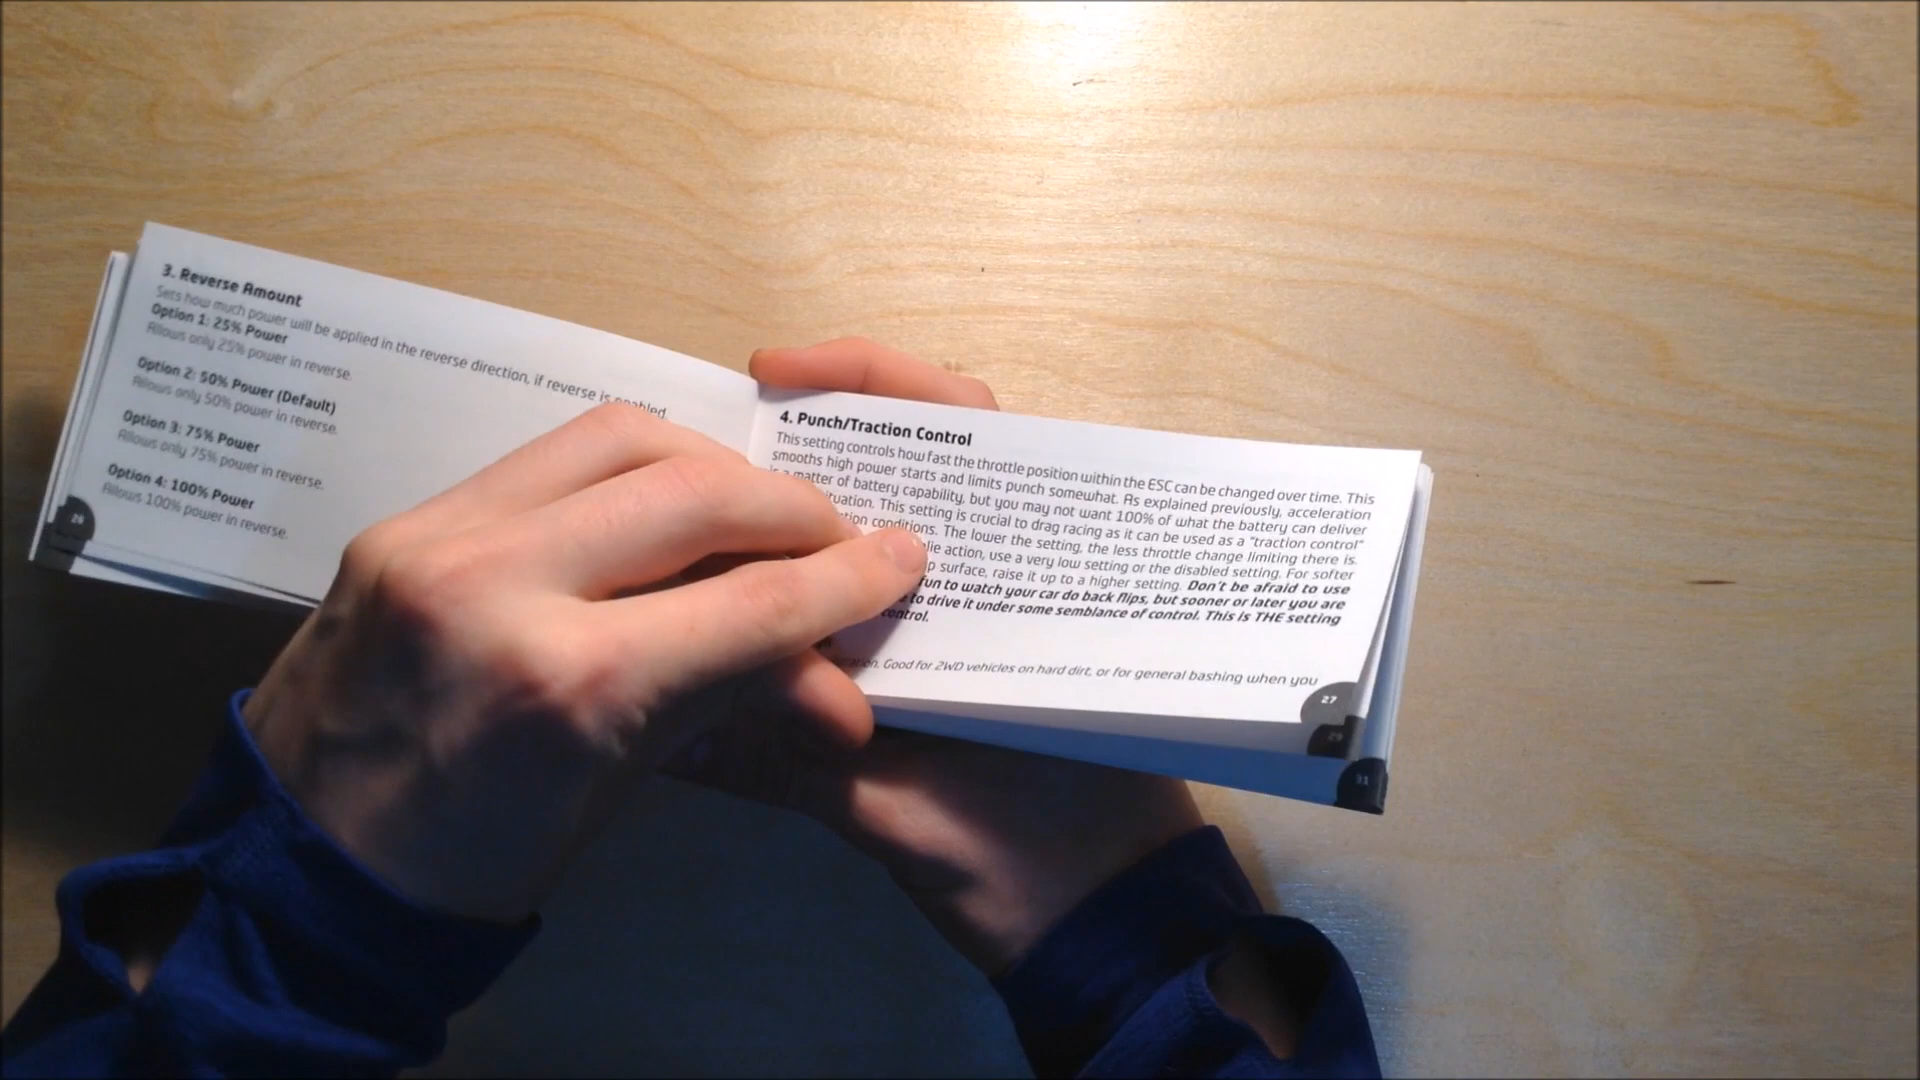 3. Reverse Amount
Sets how much power will be applied in the reverse direction, if reverse is enabled.
Option 1: 25% Power
Allows only 25% power in reverse.
Option 2: 50% Power (Default)
Allows only 50% power in reverse.
Option 3: 75% Power
Allows only 75% power in reverse.
Option 4: 100% Power
Allows 100% power in reverse.
26
4. Punch/Traction Control
This setting controls how fast the throttle position within the ESC can be changed over time. This
smooths high power starts and limits punch somewhat. As explained previously, acceleration
is a matter of battery capability, but you may not want 100% of what the battery can deliver
situation. This setting is crucial to drag racing as it can be used as a "traction control"
conditions. The lower the setting, the less throttle change limiting there is.
action, use a very low setting or the disabled setting. For softer
surface, raise it up to a higher setting. Don't be afraid to use
fun to watch your car do back flips, but sooner or later you are
to drive it under some semblance of control. This is THE setting
control.
Good for 2WD vehicles on hard dirt, or for general bashing when you
27
29
31